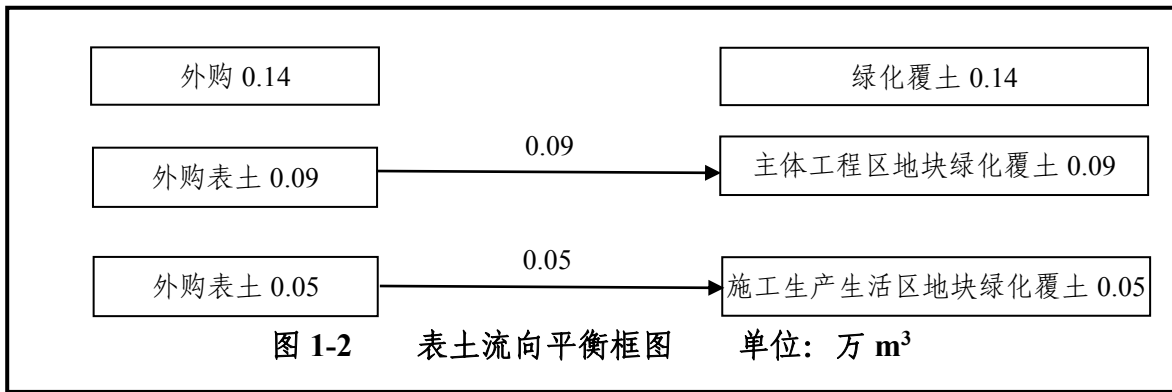 外购 0.14 绿化覆土 0.14
0.09
外购表土 0.09 主体工程区地块绿化覆土 0.09
0.05
外购表土 0.05 施工生产生活区地块绿化覆土 0.05
图 1-2 表土流向平衡框图 单位：万 m³